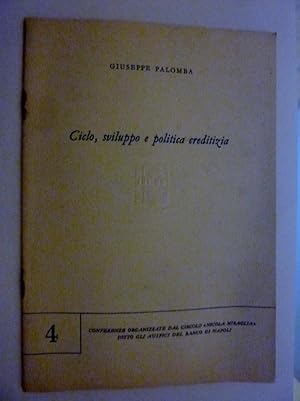 GIUSEPPE PALOMBA
Ciclo, sviluppo e politica creditizia
4
CONFERENZE ORGANIZZATE DAL CIRCOLO «NICOLA MIRAGLIA»
SOTTO GLI AUSPICI DEL BANCO DI NAPOLI